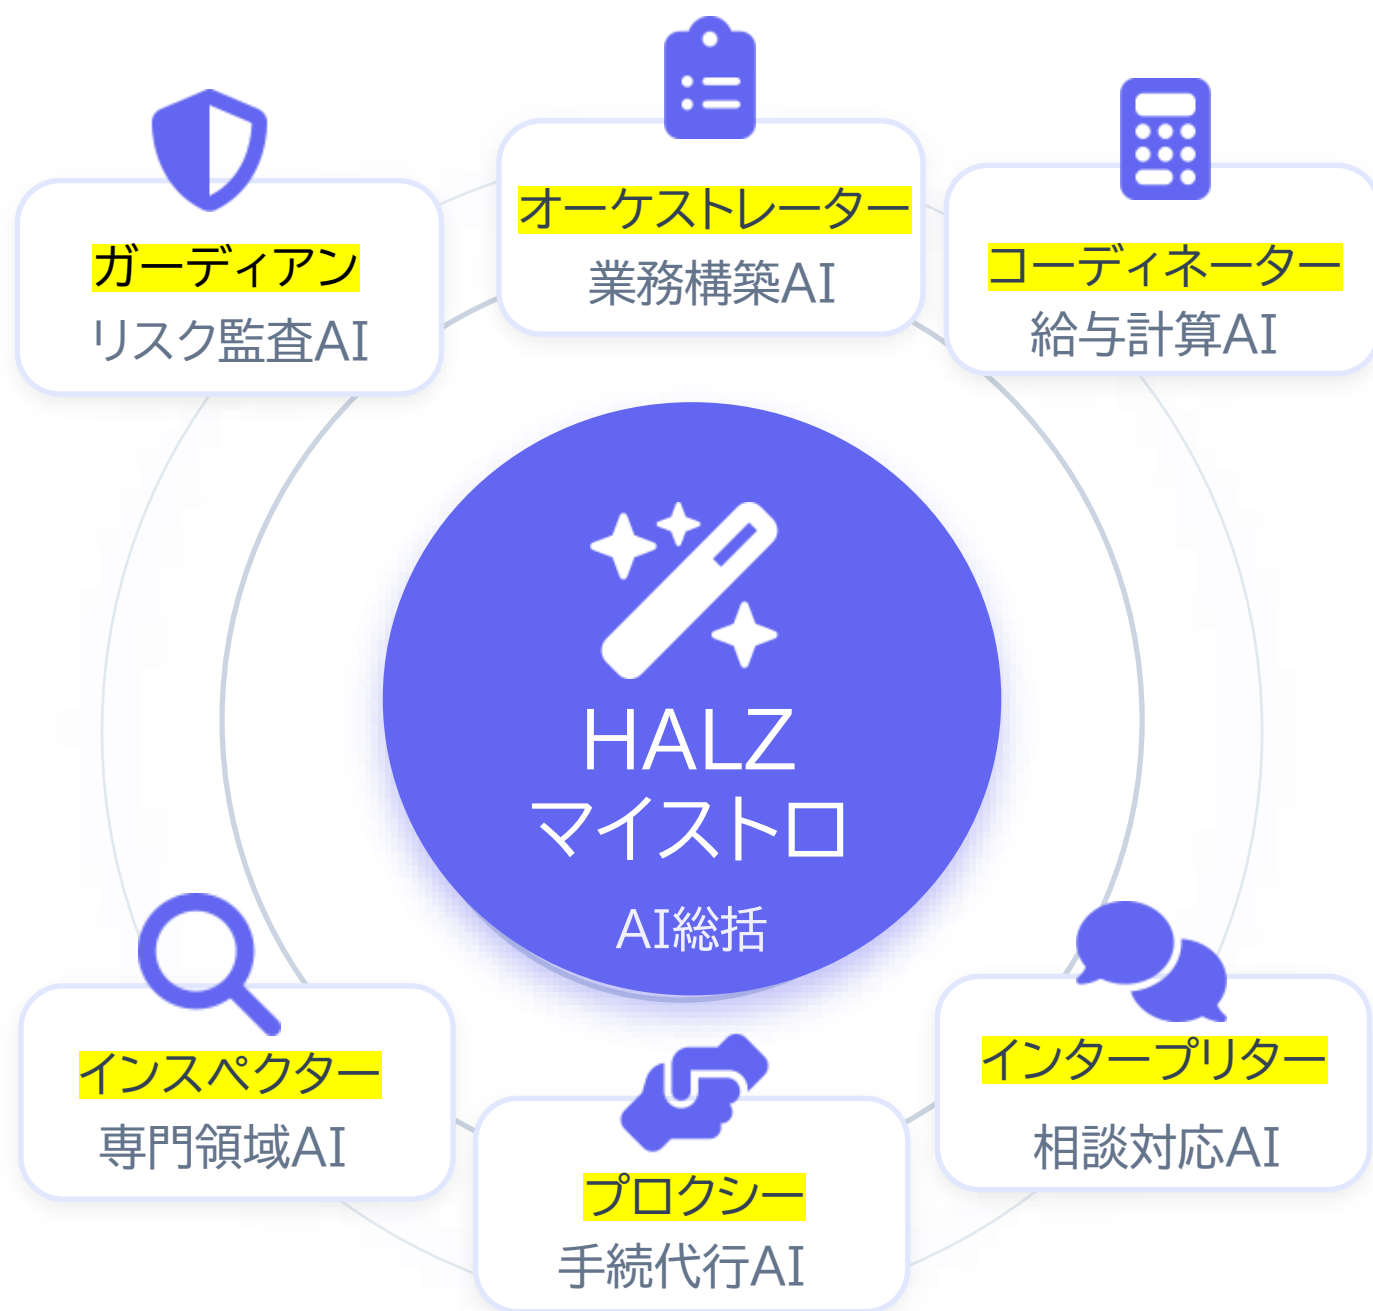 オーケストレーター
業務構築AI
ガーディアン
リスク監査AI
コーディネーター
給与計算AI
HALZ
マイストロ
AI総括
インスペクター
専門領域AI
インタープリター
相談対応AI
プロクシー
手続代行AI